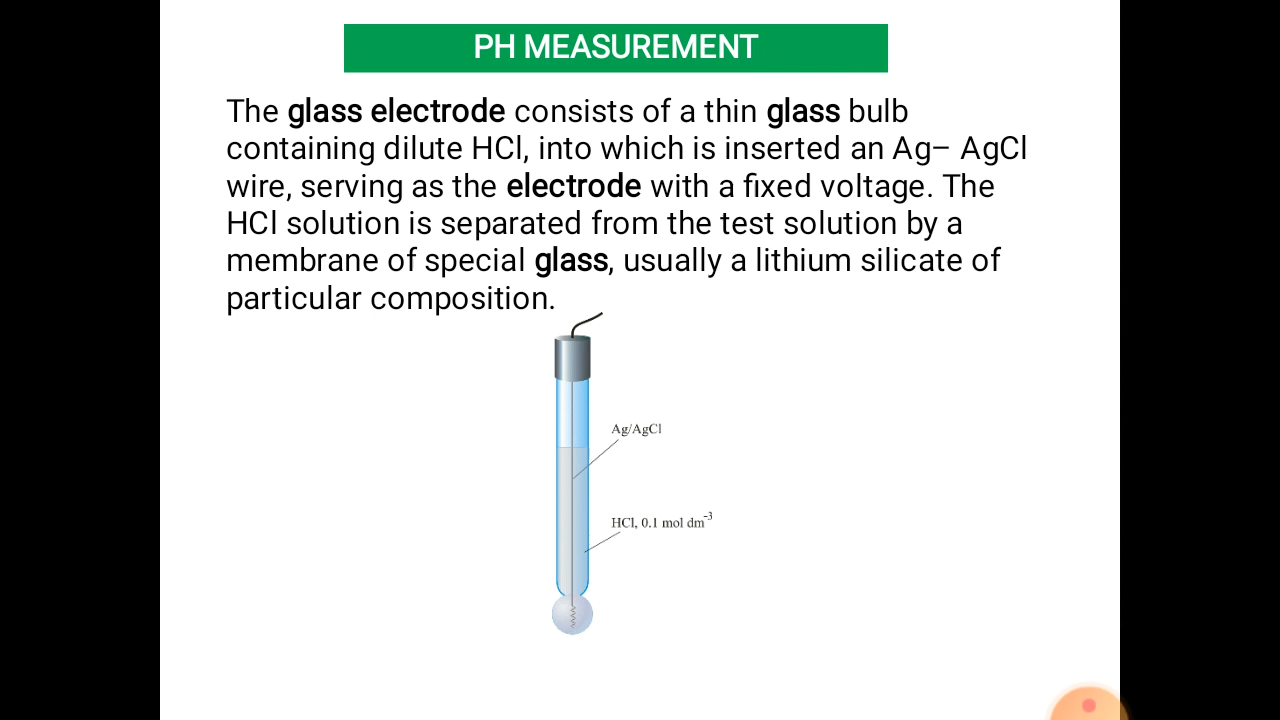 PH MEASUREMENT
The glass electrode consists of a thin glass bulb
containing dilute HCl, into which is inserted an Ag– AgCl
wire, serving as the electrode with a fixed voltage. The
HCl solution is separated from the test solution by a
membrane of special glass, usually a lithium silicate of
particular composition.
Ag/AgCl
HCl, 0.1 mol dm⁻³